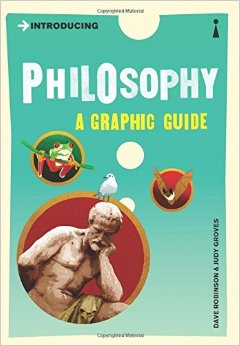 INTRODUCING
PHILOSOPHY
A GRAPHIC GUIDE
DAVE ROBINSON & JUDY GROVES